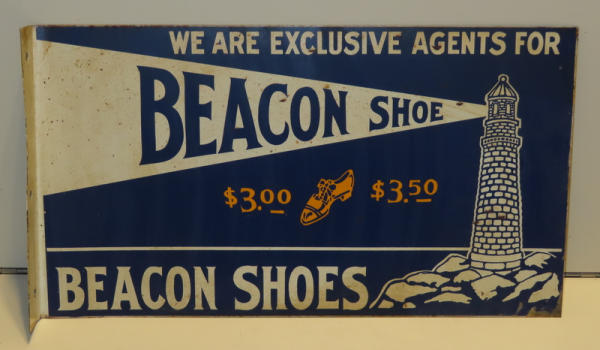 WE ARE EXCLUSIVE AGENTS FOR
BEACON SHOE
$3.00 $3.50
BEACON SHOES